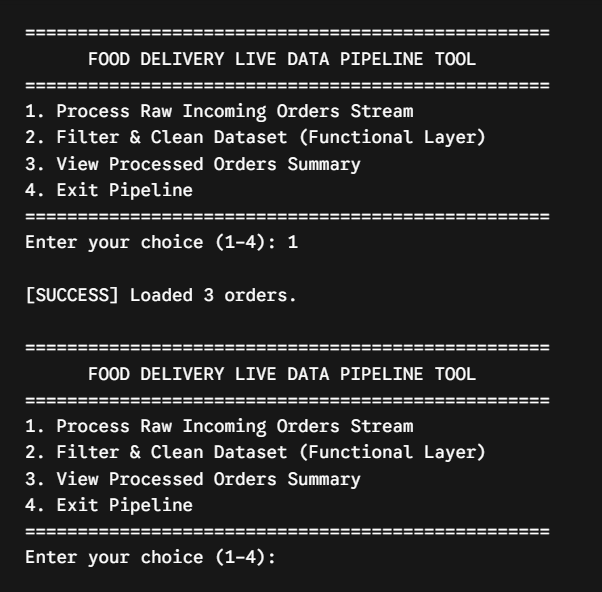 ==================================================
      FOOD DELIVERY LIVE DATA PIPELINE TOOL
==================================================
1. Process Raw Incoming Orders Stream
2. Filter & Clean Dataset (Functional Layer)
3. View Processed Orders Summary
4. Exit Pipeline
==================================================
Enter your choice (1-4): 1
[SUCCESS] Loaded 3 orders.
==================================================
      FOOD DELIVERY LIVE DATA PIPELINE TOOL
==================================================
1. Process Raw Incoming Orders Stream
2. Filter & Clean Dataset (Functional Layer)
3. View Processed Orders Summary
4. Exit Pipeline
==================================================
Enter your choice (1-4):